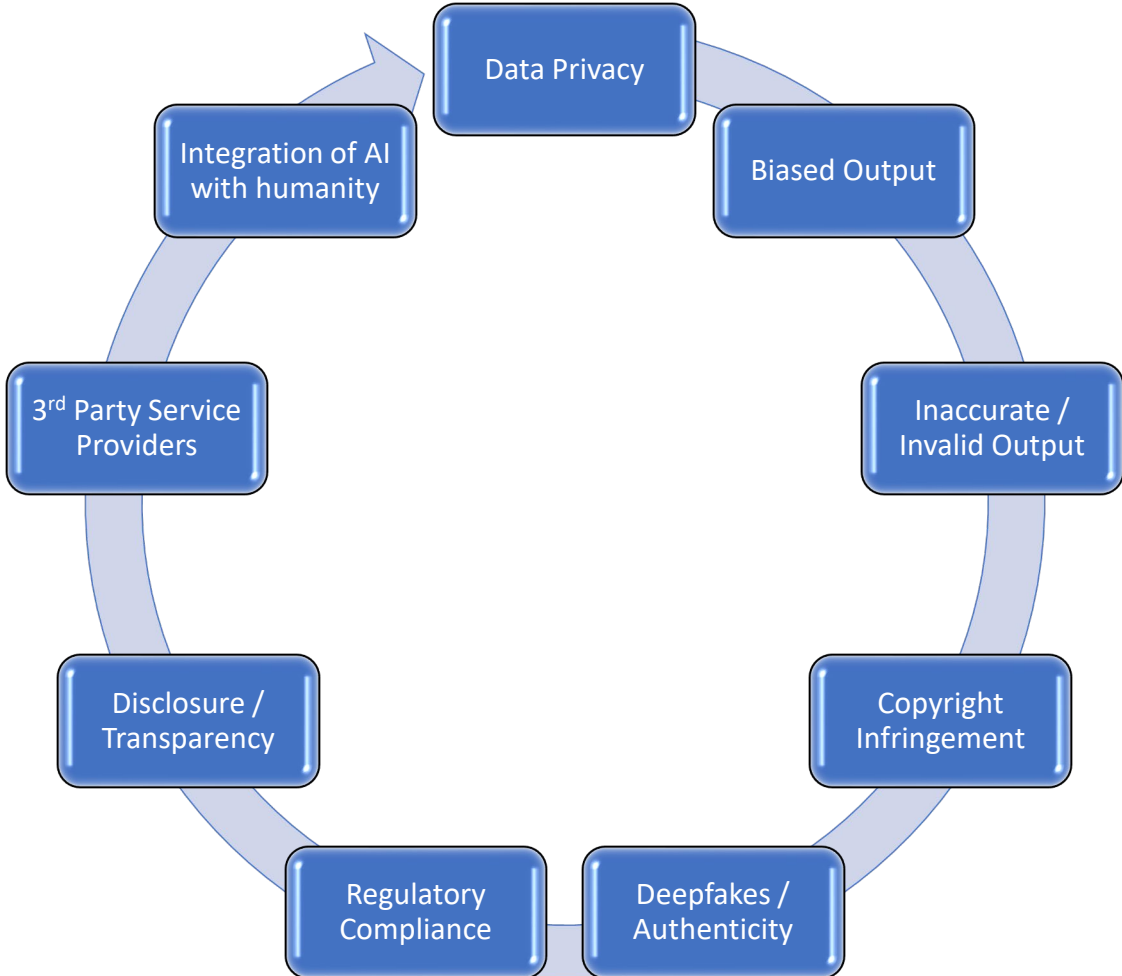 Data Privacy
Biased Output
Inaccurate /
Invalid Output
Copyright
Infringement
Deepfakes /
Authenticity
Regulatory
Compliance
Disclosure /
Transparency
3rd Party Service
Providers
Integration of AI
with humanity